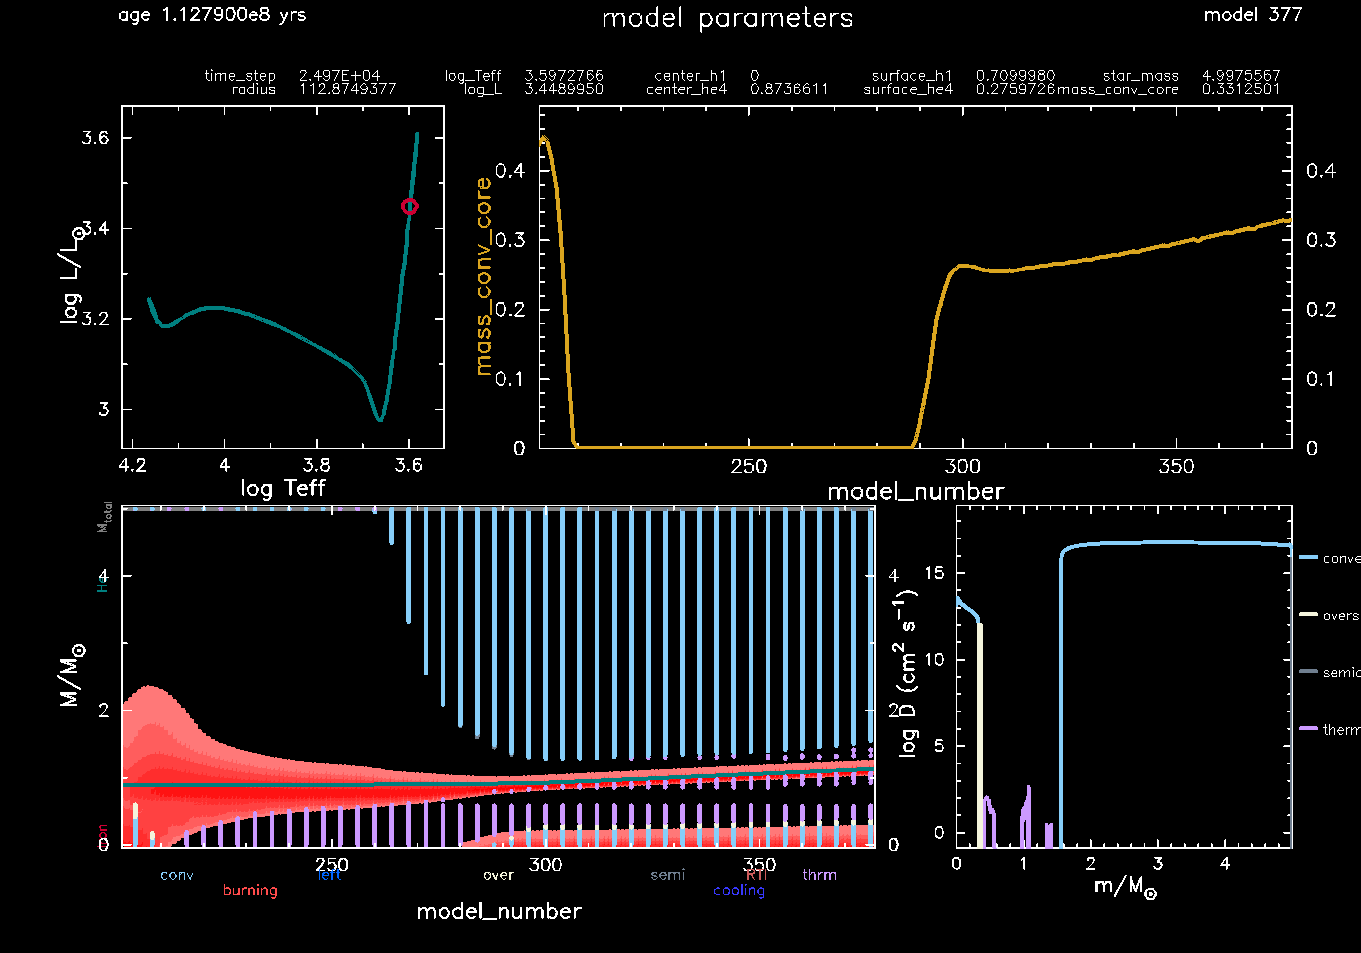 age 1.127900e8 yrs
model parameters
model 377
time_step 2.497E+04 log_Teff 3.5972766 center_h1 0 surface_h1 0.7099980 star_mass 4.9975567
radius 112.8749377 log_L 3.4489950 center_he4 0.8736611 surface_he4 0.2759726 mass_conv_core 0.3312501
3.6
3.4
3.2
3
log L/L⊙
4.2 4 3.8 3.6
log Teff
mass_conv_core
0.4
0.3
0.2
0.1
0
0.4
0.3
0.2
0.1
0
250 300 350
model_number
Mtotal
He
4
2
0
M/M⊙
4
2
0
250 300 350
conv left over semi RTI thrm
burning cooling
model_number
log D (cm² s⁻¹)
15
10
5
0
0 1 2 3 4
m/M⊙
conve
overs
semic
therm